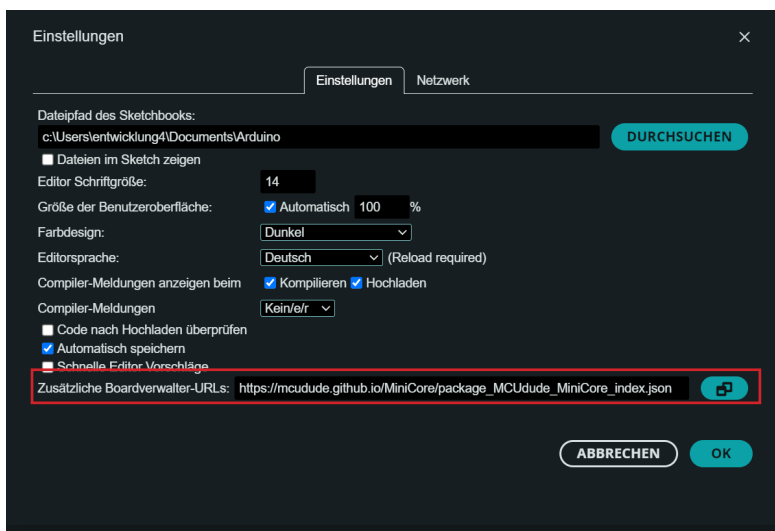 Einstellungen
Einstellungen Netzwerk
Dateipfad des Sketchbooks:
c:\Users\entwicklung4\Documents\Arduino DURCHSUCHEN
Dateien im Sketch zeigen
Editor Schriftgröße: 14
Größe der Benutzeroberfläche: Automatisch 100 %
Farbdesign: Dunkel
Editorsprache: Deutsch (Reload required)
Compiler-Meldungen anzeigen beim Kompilieren Hochladen
Compiler-Meldungen Kein/e/r
Code nach Hochladen überprüfen
Automatisch speichern
Schnelle Editor Vorschläge
Zusätzliche Boardverwalter-URLs: https://mcudude.github.io/MiniCore/package_MCUdude_MiniCore_index.json
ABBRECHEN OK